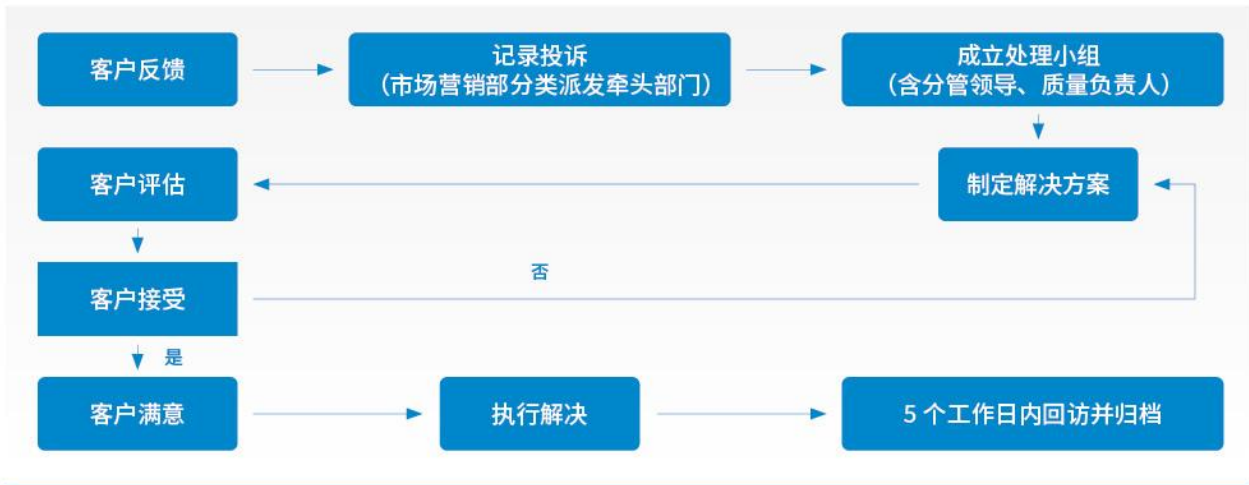 客户反馈
记录投诉
（市场营销部分类派发牵头部门）
成立处理小组
（含分管领导、质量负责人）
客户评估
制定解决方案
客户接受
否
是
客户满意
执行解决
5 个工作日内回访并归档